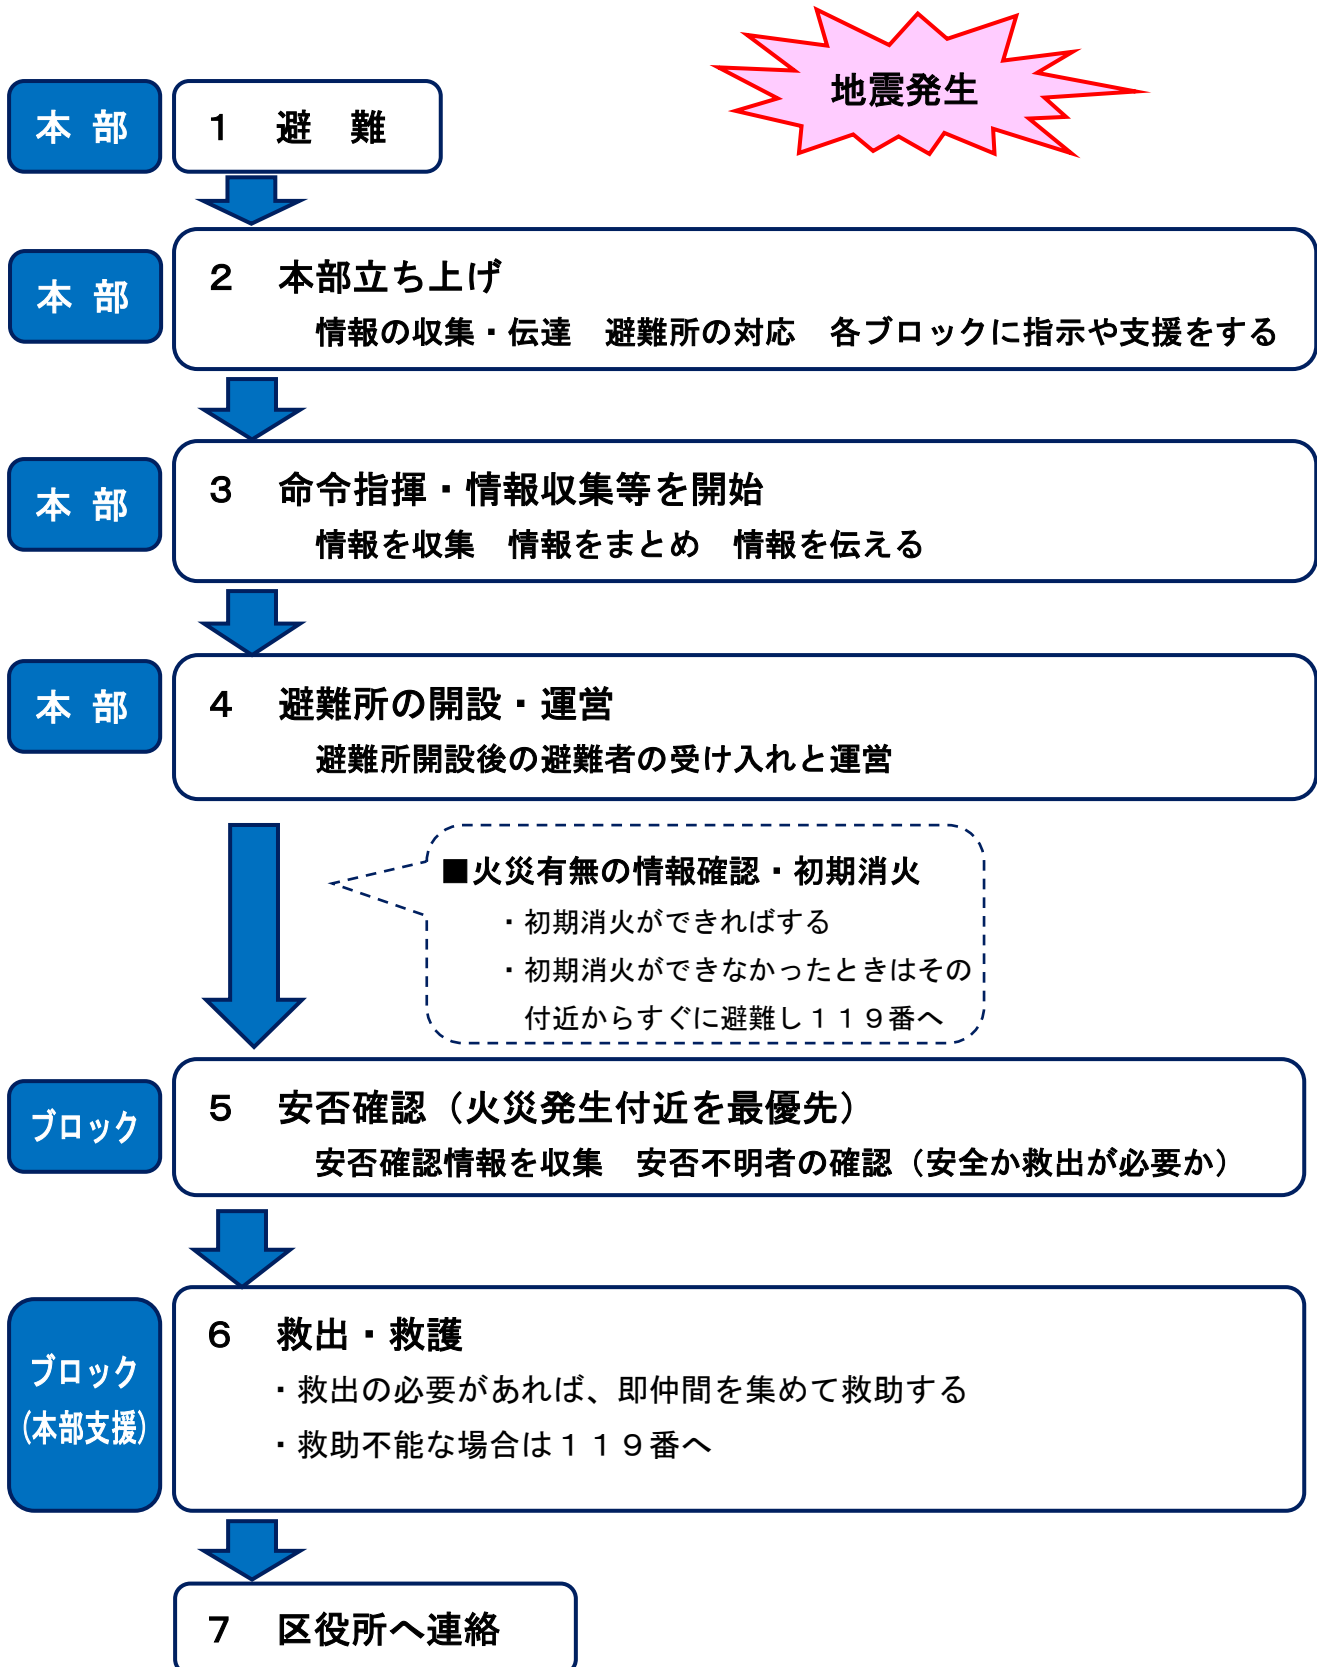 地震発生
本 部
1 避 難
本 部
2 本部立ち上げ
情報の収集・伝達 避難所の対応 各ブロックに指示や支援をする
本 部
3 命令指揮・情報収集等を開始
情報を収集 情報をまとめ 情報を伝える
本 部
4 避難所の開設・運営
避難所開設後の避難者の受け入れと運営
■火災有無の情報確認・初期消火
・初期消火ができればする
・初期消火ができなかったときはその
付近からすぐに避難し119番へ
ブロック
5 安否確認（火災発生付近を最優先）
安否確認情報を収集 安否不明者の確認（安全か救出が必要か）
ブロック
(本部支援)
6 救出・救護
・救出の必要があれば、即仲間を集めて救助する
・救助不能な場合は119番へ
7 区役所へ連絡